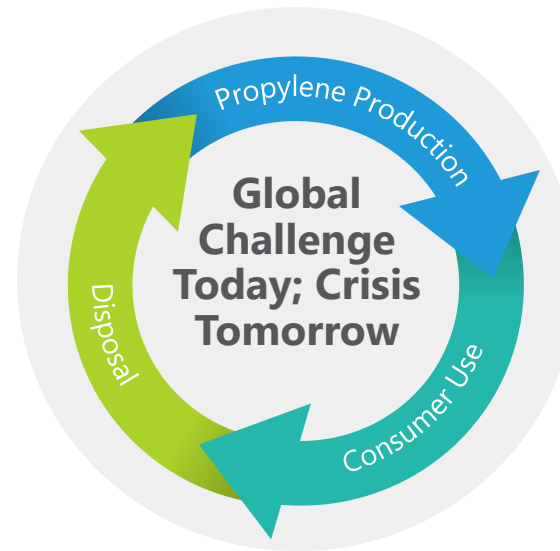 Propylene Production
Global
Challenge
Today; Crisis
Tomorrow
Disposal
Consumer Use